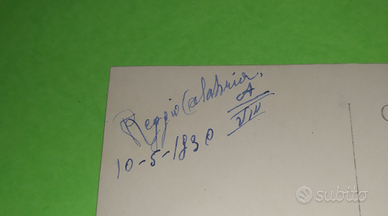 Reggio Calabria,
A
VIII
10-5-1930
subito